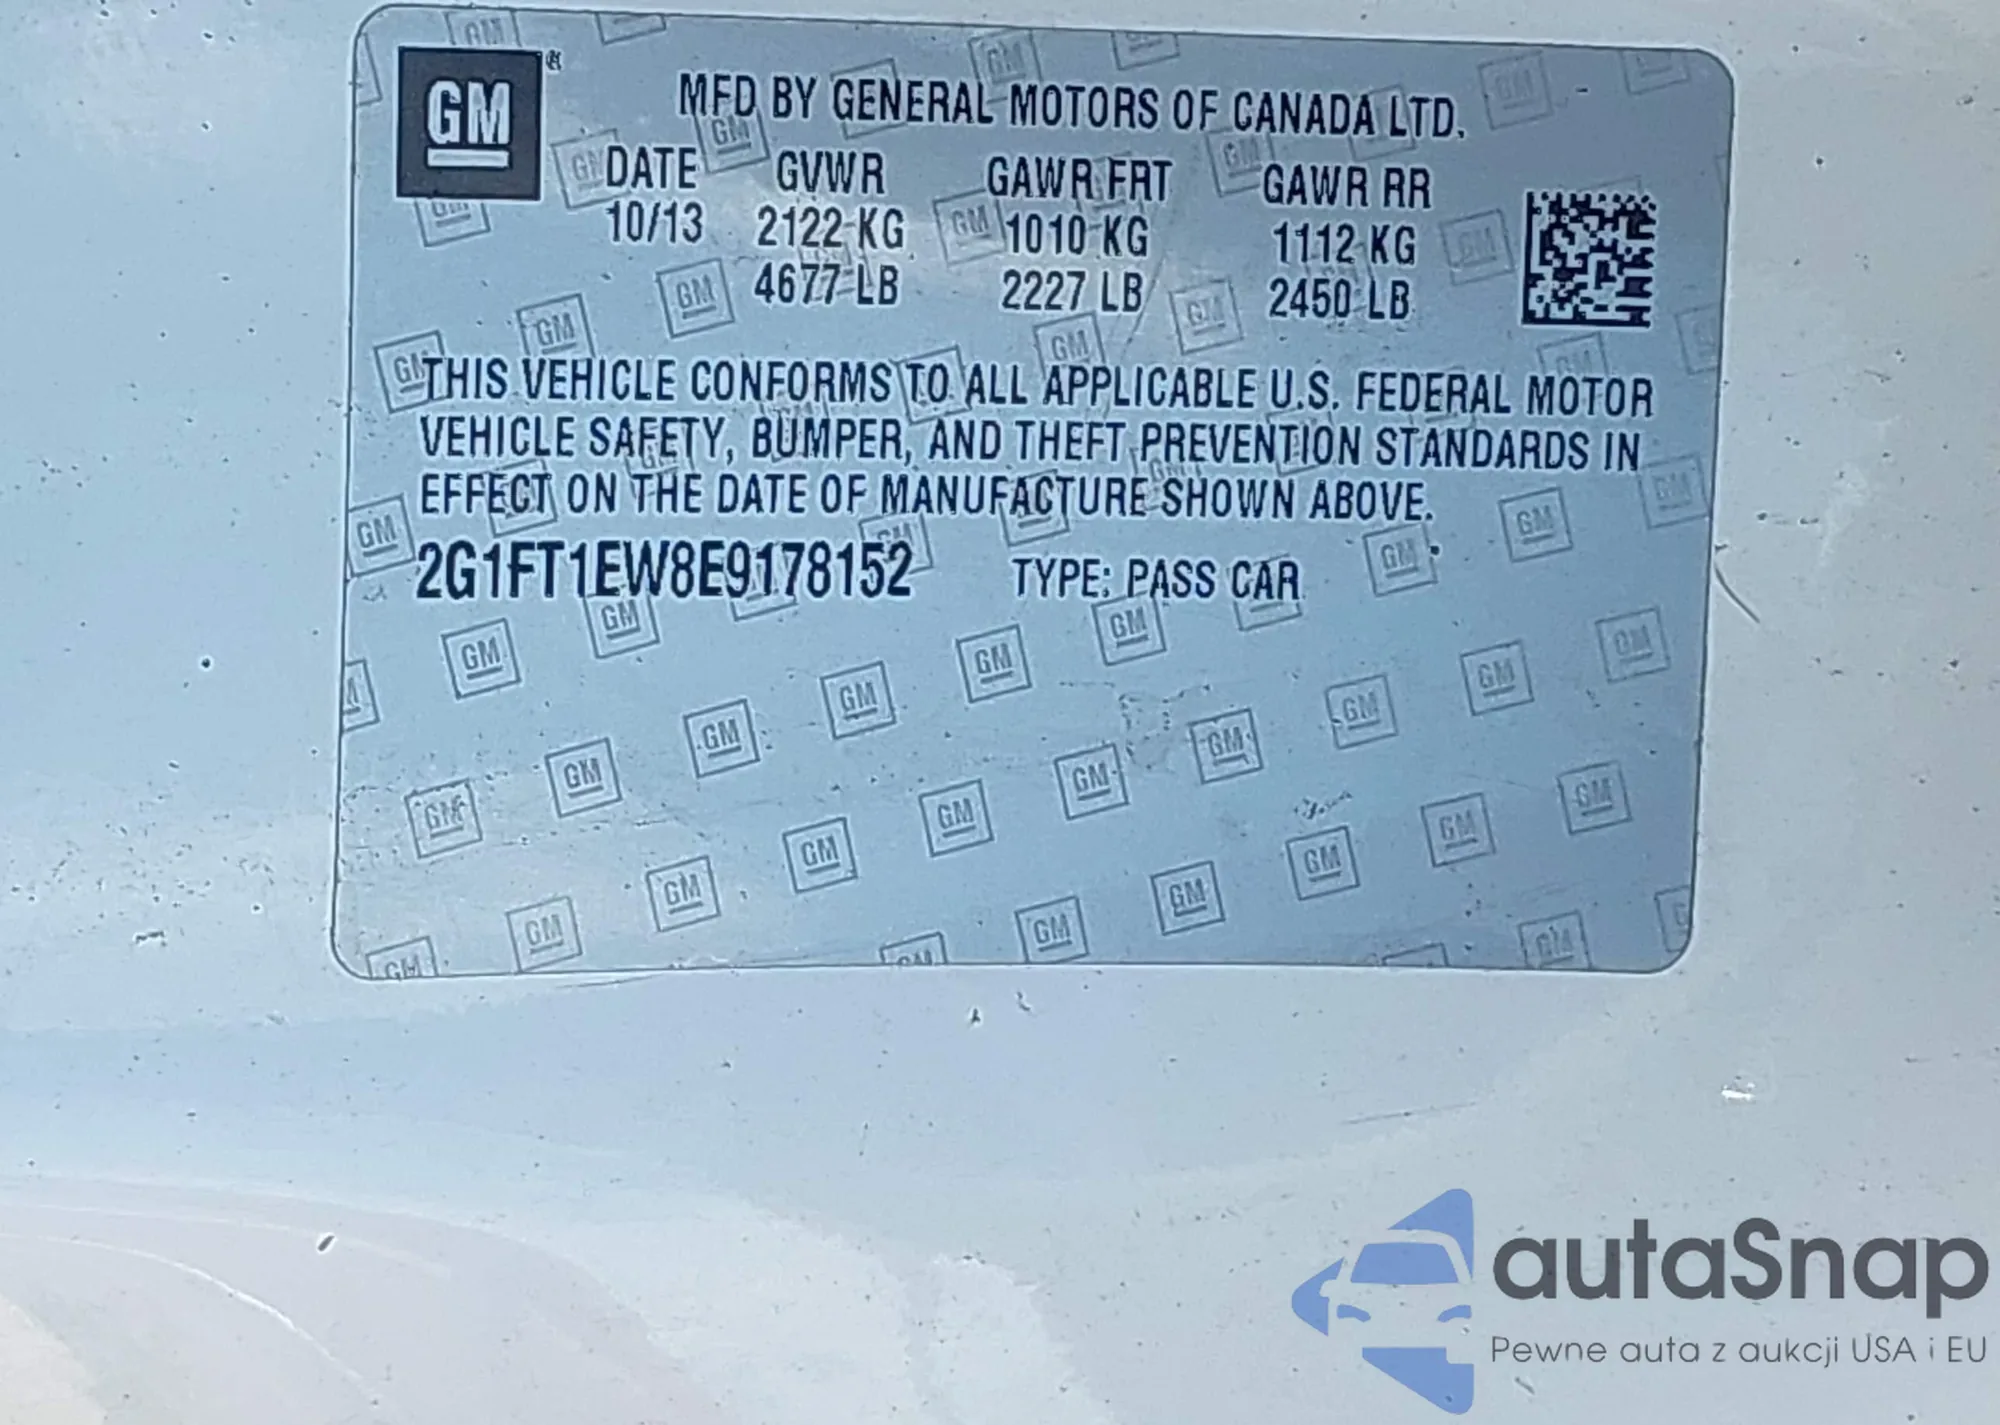 GM
MFD BY GENERAL MOTORS OF CANADA LTD.
DATE GVWR GAWR FRT GAWR RR
10/13 2122 KG 1010 KG 1112 KG
4677 LB 2227 LB 2450 LB
THIS VEHICLE CONFORMS TO ALL APPLICABLE U.S. FEDERAL MOTOR
VEHICLE SAFETY, BUMPER, AND THEFT PREVENTION STANDARDS IN
EFFECT ON THE DATE OF MANUFACTURE SHOWN ABOVE.
2G1FT1EW8E9178152 TYPE: PASS CAR
autaSnap
Pewne auta z aukcji USA i EU